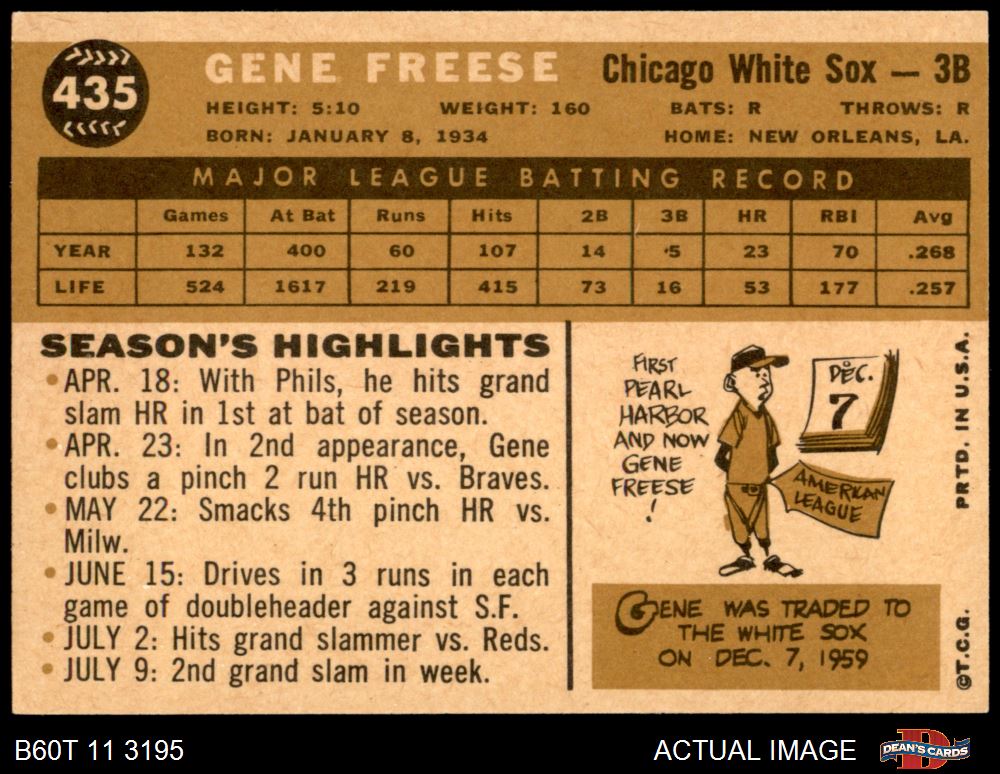 435
GENE FREESE
Chicago White Sox — 3B
HEIGHT: 5:10 WEIGHT: 160 BATS: R THROWS: R
BORN: JANUARY 8, 1934 HOME: NEW ORLEANS, LA.
MAJOR LEAGUE BATTING RECORD
Games At Bat Runs Hits 2B 3B HR RBI Avg
YEAR 132 400 60 107 14 5 23 70 .268
LIFE 524 1617 219 415 73 16 53 177 .257
SEASON'S HIGHLIGHTS
• APR. 18: With Phils, he hits grand
slam HR in 1st at bat of season.
• APR. 23: In 2nd appearance, Gene
clubs a pinch 2 run HR vs. Braves.
• MAY 22: Smacks 4th pinch HR vs.
Milw.
• JUNE 15: Drives in 3 runs in each
game of doubleheader against S.F.
• JULY 2: Hits grand slammer vs. Reds.
• JULY 9: 2nd grand slam in week.
FIRST
PEARL
HARBOR
AND NOW
GENE
FREESE
!
DEC.
7
AMERICAN
LEAGUE
GENE WAS TRADED TO
THE WHITE SOX
ON DEC. 7, 1959
©T.C.G. PRTD. IN U.S.A.
B60T 11 3195
ACTUAL IMAGE
DEAN'S CARDS